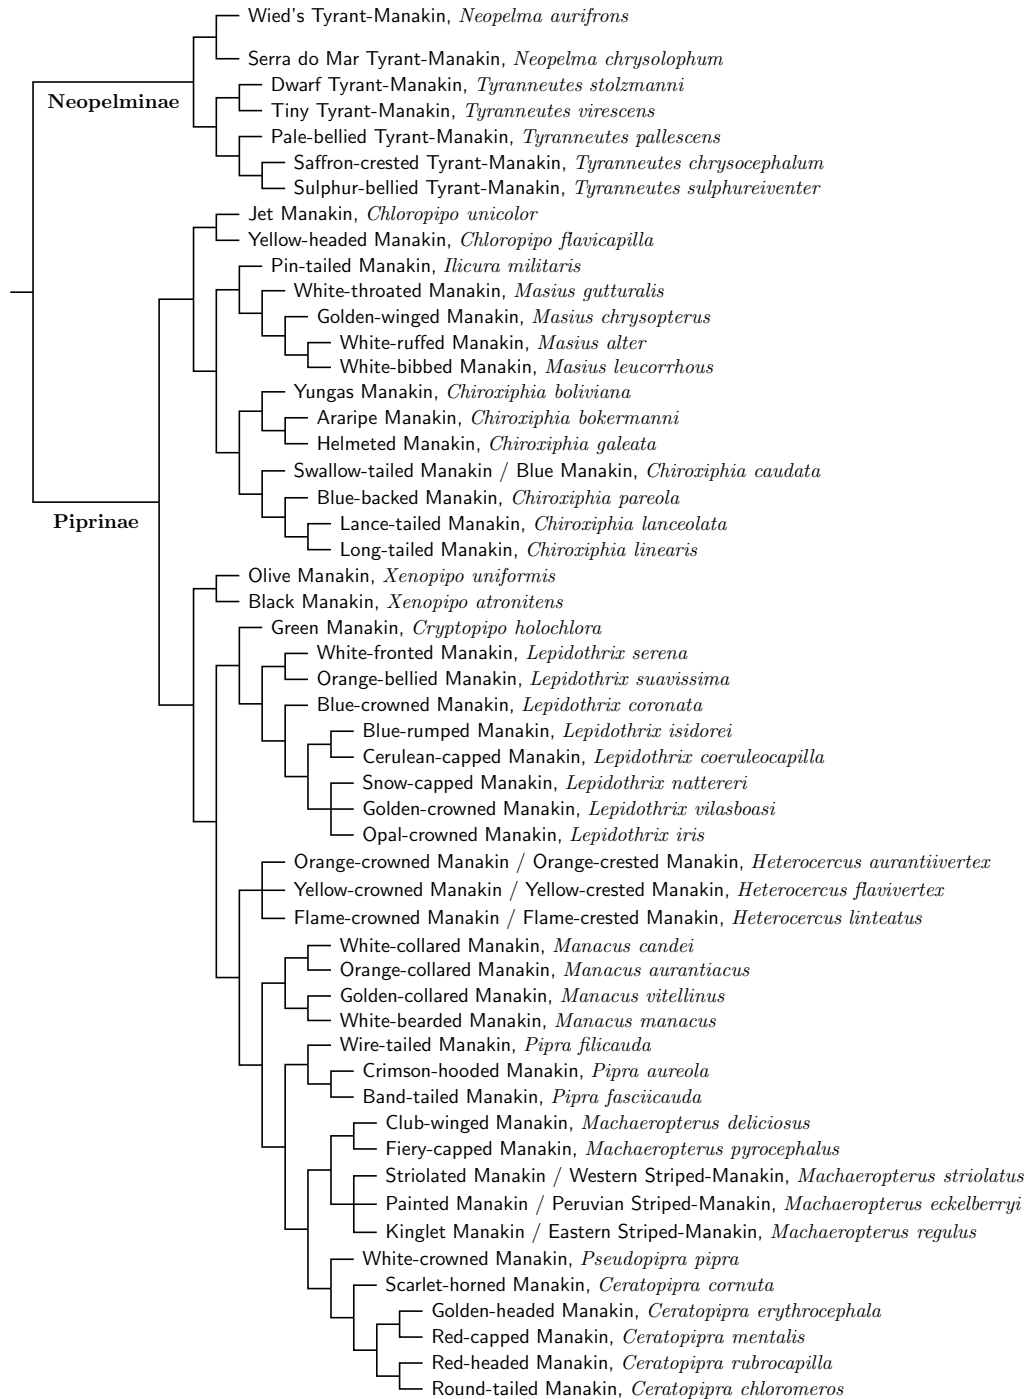 Wied's Tyrant-Manakin, Neopelma aurifrons
Serra do Mar Tyrant-Manakin, Neopelma chrysolophum
Dwarf Tyrant-Manakin, Tyranneutes stolzmanni
Neopelminae
Tiny Tyrant-Manakin, Tyranneutes virescens
Pale-bellied Tyrant-Manakin, Tyranneutes pallescens
Saffron-crested Tyrant-Manakin, Tyranneutes chrysocephalum
Sulphur-bellied Tyrant-Manakin, Tyranneutes sulphureiventer
Jet Manakin, Chloropipo unicolor
Yellow-headed Manakin, Chloropipo flavicapilla
Pin-tailed Manakin, Ilicura militaris
White-throated Manakin, Masius gutturalis
Golden-winged Manakin, Masius chrysopterus
White-ruffed Manakin, Masius alter
White-bibbed Manakin, Masius leucorrhous
Yungas Manakin, Chiroxiphia boliviana
Araripe Manakin, Chiroxiphia bokermanni
Helmeted Manakin, Chiroxiphia galeata
Swallow-tailed Manakin / Blue Manakin, Chiroxiphia caudata
Blue-backed Manakin, Chiroxiphia pareola
Piprinae
Lance-tailed Manakin, Chiroxiphia lanceolata
Long-tailed Manakin, Chiroxiphia linearis
Olive Manakin, Xenopipo uniformis
Black Manakin, Xenopipo atronitens
Green Manakin, Cryptopipo holochlora
White-fronted Manakin, Lepidothrix serena
Orange-bellied Manakin, Lepidothrix suavissima
Blue-crowned Manakin, Lepidothrix coronata
Blue-rumped Manakin, Lepidothrix isidorei
Cerulean-capped Manakin, Lepidothrix coeruleocapilla
Snow-capped Manakin, Lepidothrix nattereri
Golden-crowned Manakin, Lepidothrix vilasboasi
Opal-crowned Manakin, Lepidothrix iris
Orange-crowned Manakin / Orange-crested Manakin, Heterocercus aurantiivertex
Yellow-crowned Manakin / Yellow-crested Manakin, Heterocercus flavivertex
Flame-crowned Manakin / Flame-crested Manakin, Heterocercus linteatus
White-collared Manakin, Manacus candei
Orange-collared Manakin, Manacus aurantiacus
Golden-collared Manakin, Manacus vitellinus
White-bearded Manakin, Manacus manacus
Wire-tailed Manakin, Pipra filicauda
Crimson-hooded Manakin, Pipra aureola
Band-tailed Manakin, Pipra fasciicauda
Club-winged Manakin, Machaeropterus deliciosus
Fiery-capped Manakin, Machaeropterus pyrocephalus
Striolated Manakin / Western Striped-Manakin, Machaeropterus striolatus
Painted Manakin / Peruvian Striped-Manakin, Machaeropterus eckelberryi
Kinglet Manakin / Eastern Striped-Manakin, Machaeropterus regulus
White-crowned Manakin, Pseudopipra pipra
Scarlet-horned Manakin, Ceratopipra cornuta
Golden-headed Manakin, Ceratopipra erythrocephala
Red-capped Manakin, Ceratopipra mentalis
Red-headed Manakin, Ceratopipra rubrocapilla
Round-tailed Manakin, Ceratopipra chloromeros